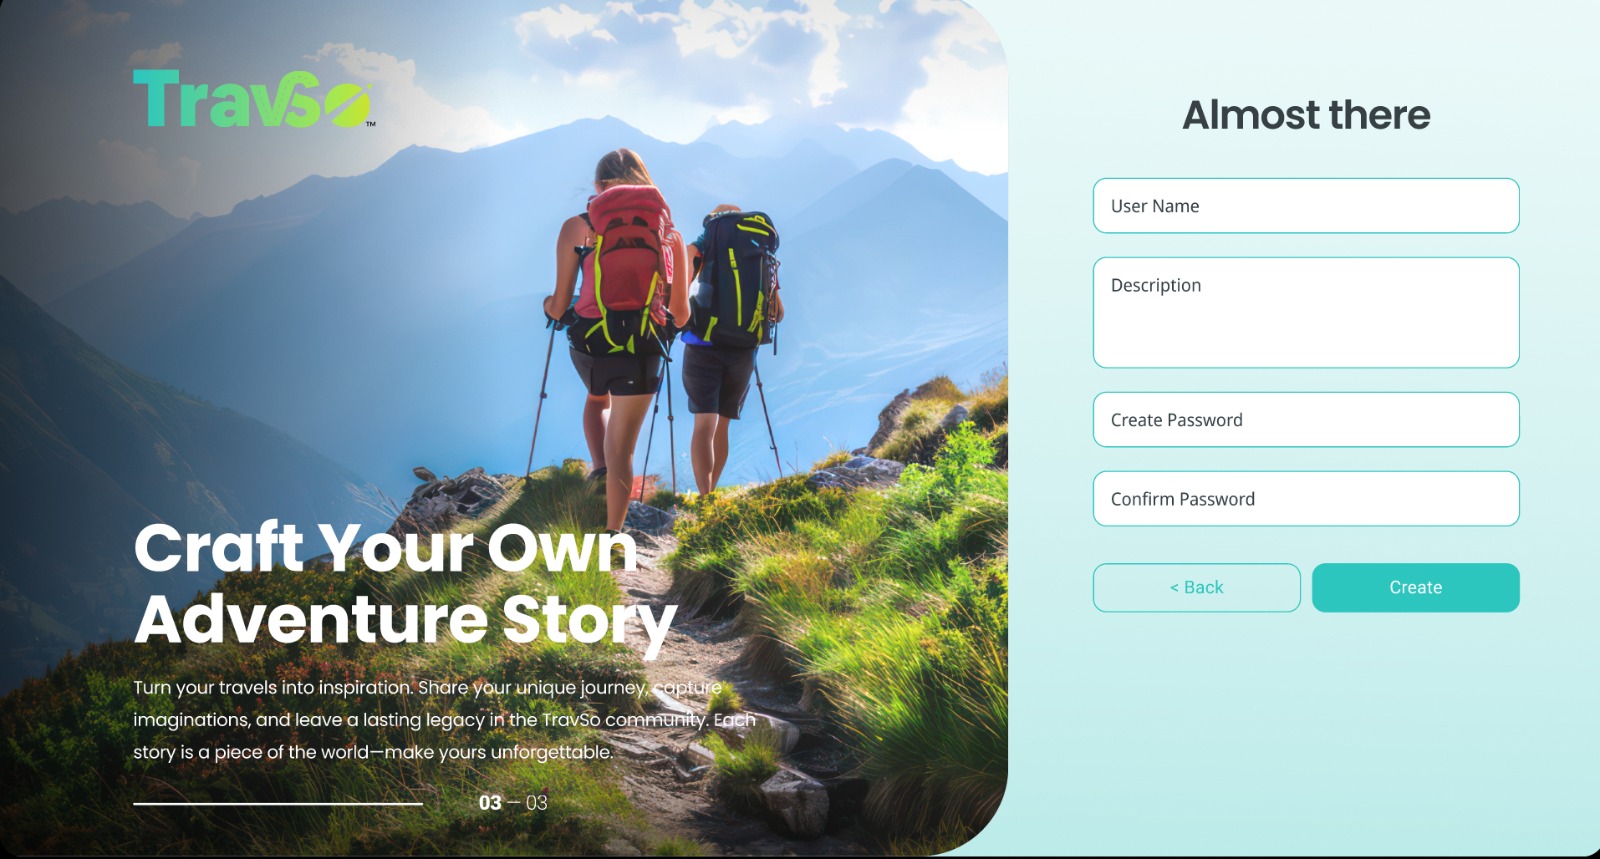 TravSo™
Craft Your Own
Adventure Story
Turn your travels into inspiration. Share your unique journey, capture
imaginations, and leave a lasting legacy in the TravSo community. Each
story is a piece of the world—make yours unforgettable.
03 — 03
Almost there
User Name
Description
Create Password
Confirm Password
< Back
Create